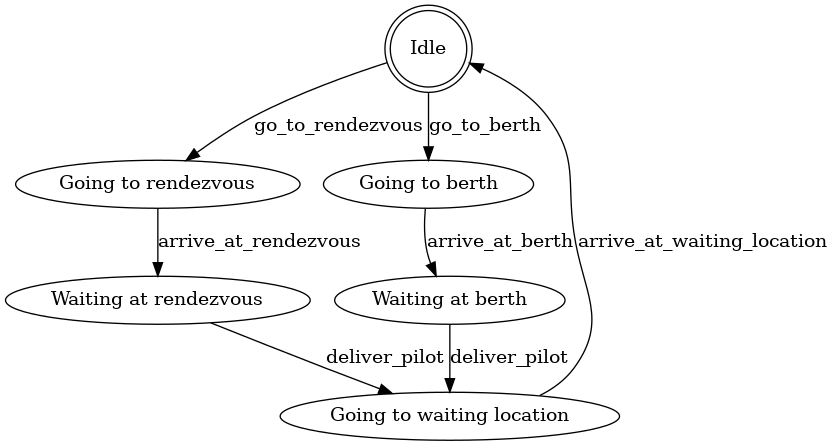 Idle
go_to_rendezvous
go_to_berth
Going to rendezvous
Going to berth
arrive_at_rendezvous
arrive_at_berth
arrive_at_waiting_location
Waiting at rendezvous
Waiting at berth
deliver_pilot
deliver_pilot
Going to waiting location